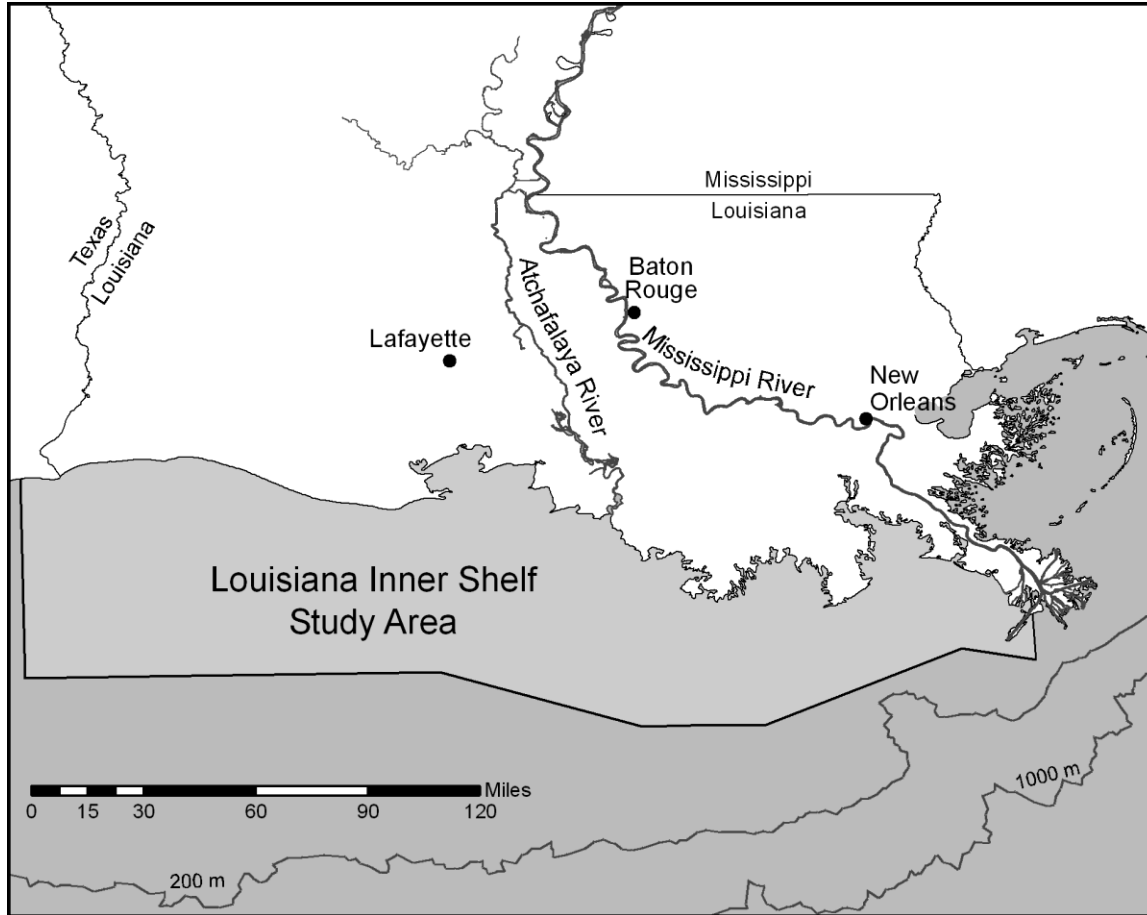 Mississippi
Louisiana
Texas
Louisiana
Baton
Rouge
Atchafalaya River
Lafayette
Mississippi River
New
Orleans
Louisiana Inner Shelf
Study Area
1000 m
Miles
0 15 30 60 90 120
200 m